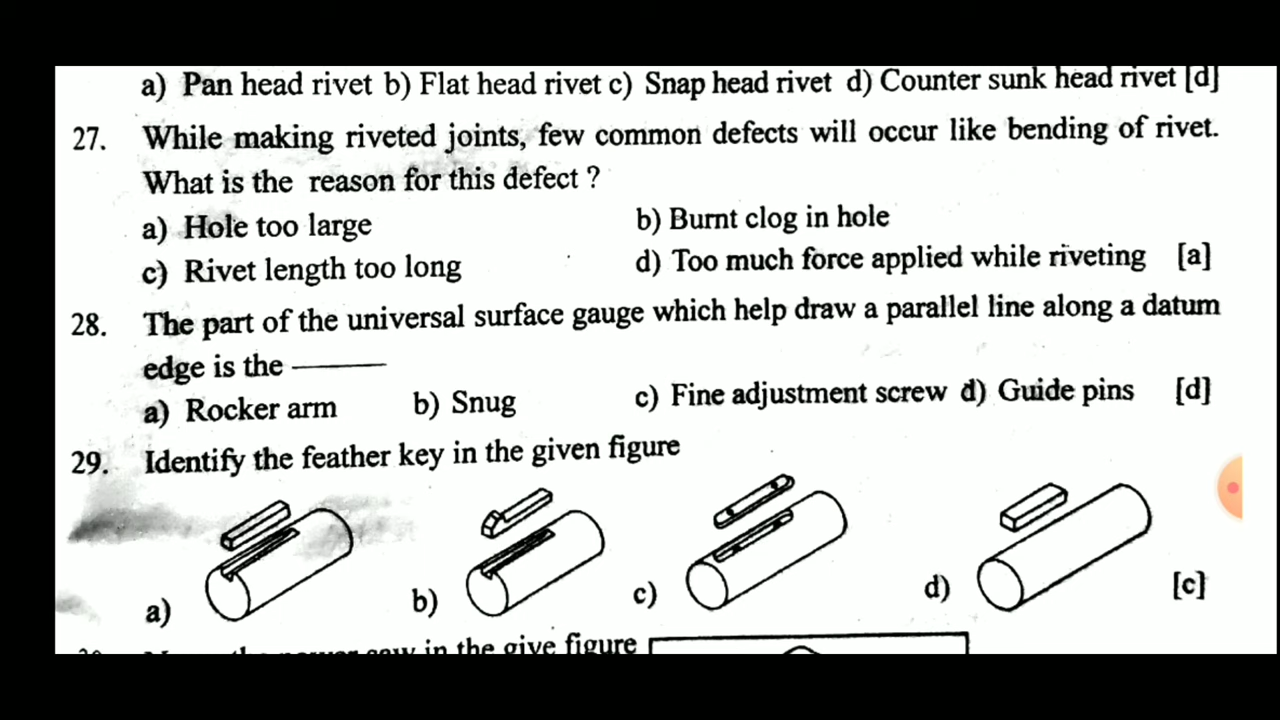 a) Pan head rivet b) Flat head rivet c) Snap head rivet d) Counter sunk head rivet [d]
27. While making riveted joints, few common defects will occur like bending of rivet.
What is the reason for this defect ?
a) Hole too large b) Burnt clog in hole
c) Rivet length too long d) Too much force applied while riveting [a]
28. The part of the universal surface gauge which help draw a parallel line along a datum
edge is the ———
a) Rocker arm b) Snug c) Fine adjustment screw d) Guide pins [d]
29. Identify the feather key in the given figure
a) b) c) d) [c]
in the give figure